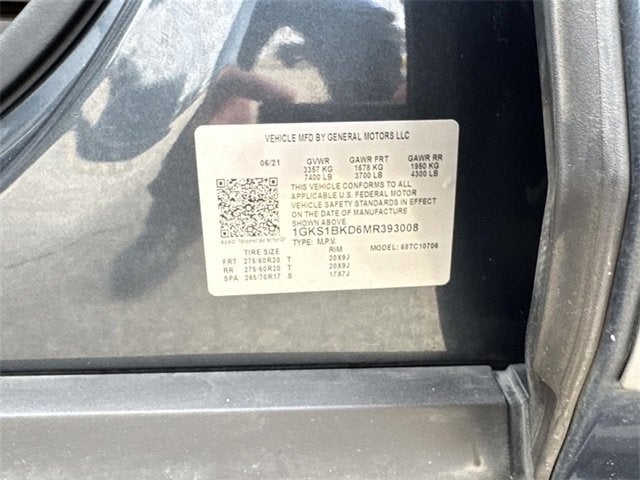 VEHICLE MFD BY GENERAL MOTORS LLC
06/21 GVWR GAWR FRT GAWR RR
3357 KG 1678 KG 1950 KG
7400 LB 3700 LB 4300 LB
THIS VEHICLE CONFORMS TO ALL
APPLICABLE U.S. FEDERAL MOTOR
VEHICLE SAFETY STANDARDS IN EFFECT
ON THE DATE OF MANUFACTURE
SHOWN ABOVE.
1GKS1BKD6MR393008
TYPE: M.P.V. MODEL: 6STC10706
TIRE SIZE RIM
FRT 275/60R20 T 20X9J
RR 275/60R20 T 20X9J
SPA 265/70R17 S 17X7J